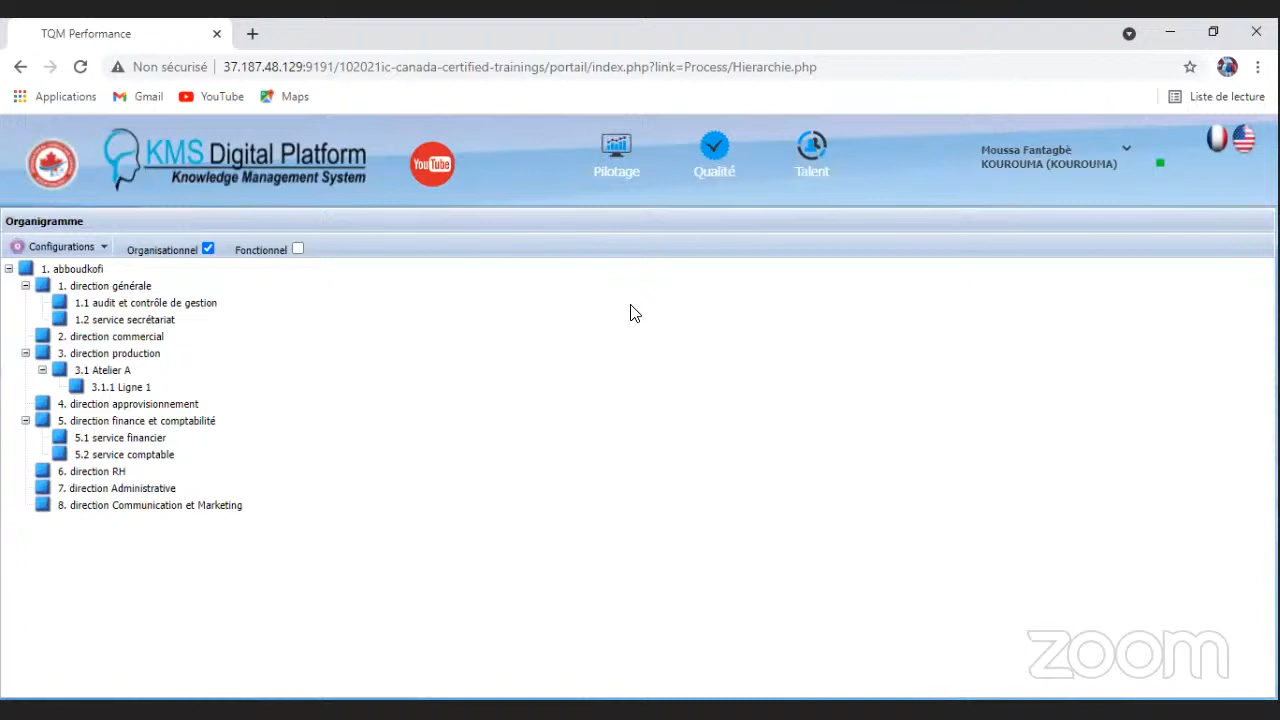 TQM Performance
Non sécurisé | 37.187.48.129:9191/102021ic-canada-certified-trainings/portail/index.php?link=Process/Hierarchie.php
Applications Gmail YouTube Maps Liste de lecture
KMS Digital Platform
Knowledge Management System
YouTube
Pilotage
Qualité
Talent
Moussa Fantagbè
KOUROUMA (KOUROUMA)
Organigramme
Configurations Organisationnel Fonctionnel
1. abboudkofi
1. direction générale
1.1 audit et contrôle de gestion
1.2 service secrétariat
2. direction commercial
3. direction production
3.1 Atelier A
3.1.1 Ligne 1
4. direction approvisionnement
5. direction finance et comptabilité
5.1 service financier
5.2 service comptable
6. direction RH
7. direction Administrative
8. direction Communication et Marketing
zoom